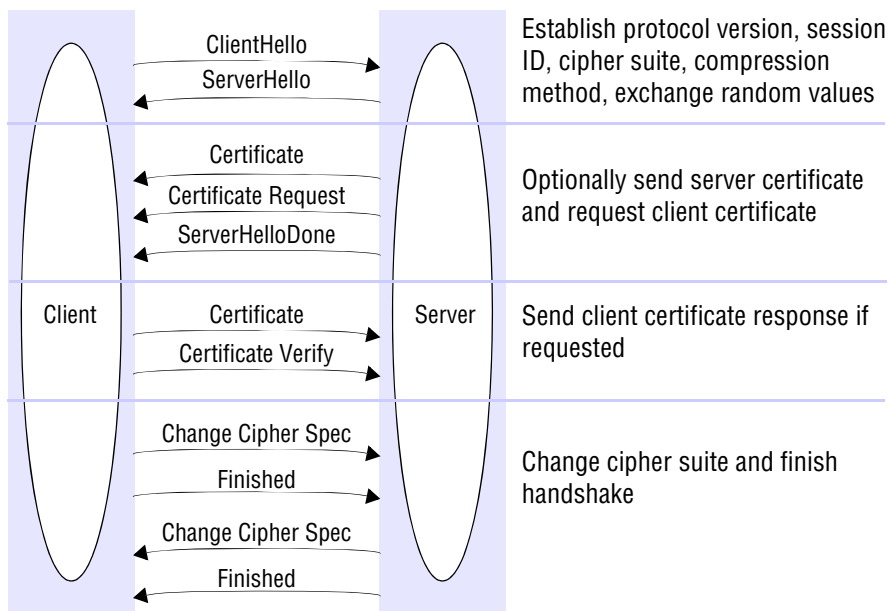 ClientHello
ServerHello
Establish protocol version, session
ID, cipher suite, compression
method, exchange random values
Certificate
Certificate Request
ServerHelloDone
Optionally send server certificate
and request client certificate
Client
Certificate
Certificate Verify
Server
Send client certificate response if
requested
Change Cipher Spec
Finished
Change Cipher Spec
Finished
Change cipher suite and finish
handshake